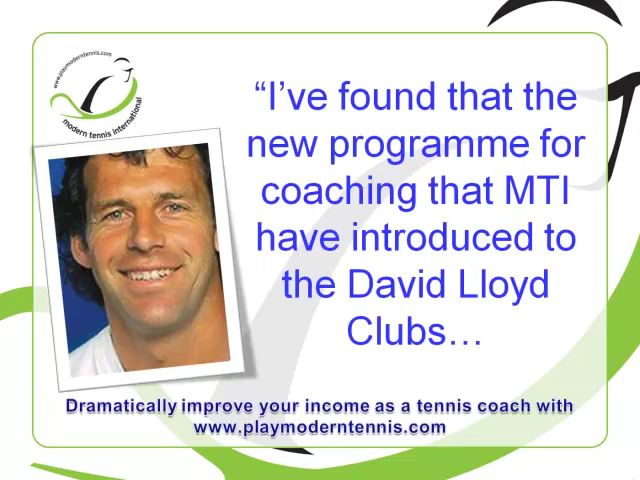 www.playmoderntennis.com
modern tennis international
“I’ve found that the
new programme for
coaching that MTI
have introduced to
the David Lloyd
Clubs…
Dramatically improve your income as a tennis coach with
www.playmoderntennis.com